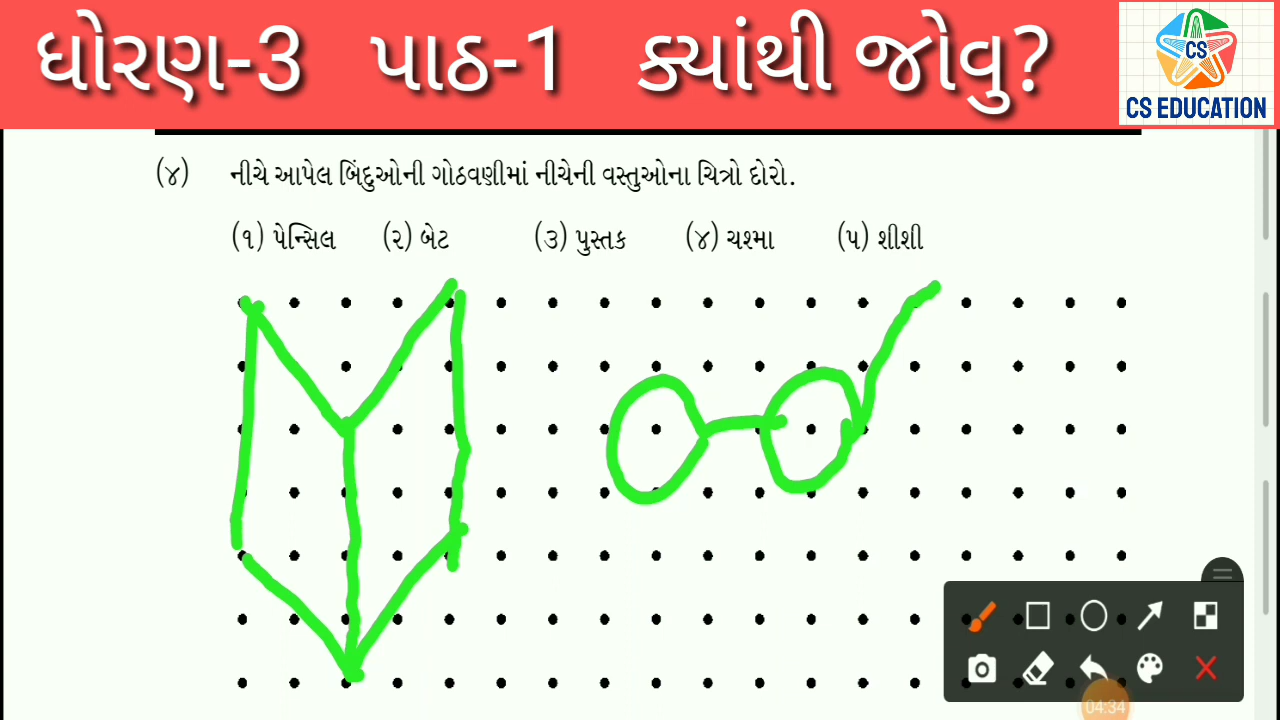 ધોરણ-3 પાઠ-1 ક્યાંથી જોવુ?
CS
CS EDUCATION
(૪) નીચે આપેલ બિંદુઓની ગોઠવણીમાં નીચેની વસ્તુઓના ચિત્રો દોરો.
(૧) પેન્સિલ (૨) બેટ (૩) પુસ્તક (૪) ચશ્મા (૫) શીશી
04:34